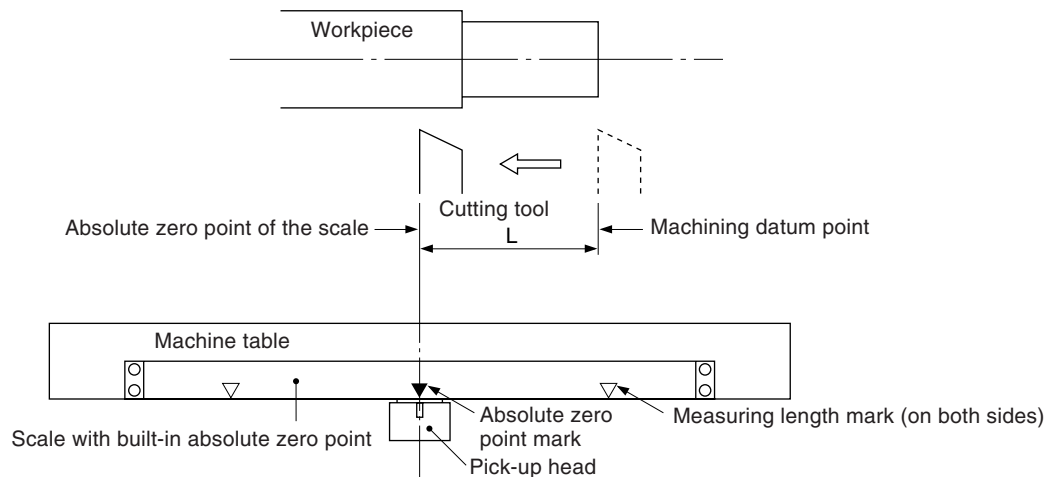 Workpiece
Cutting tool
Absolute zero point of the scale
L
Machining datum point
Machine table
Absolute zero
point mark
Measuring length mark (on both sides)
Scale with built-in absolute zero point
Pick-up head